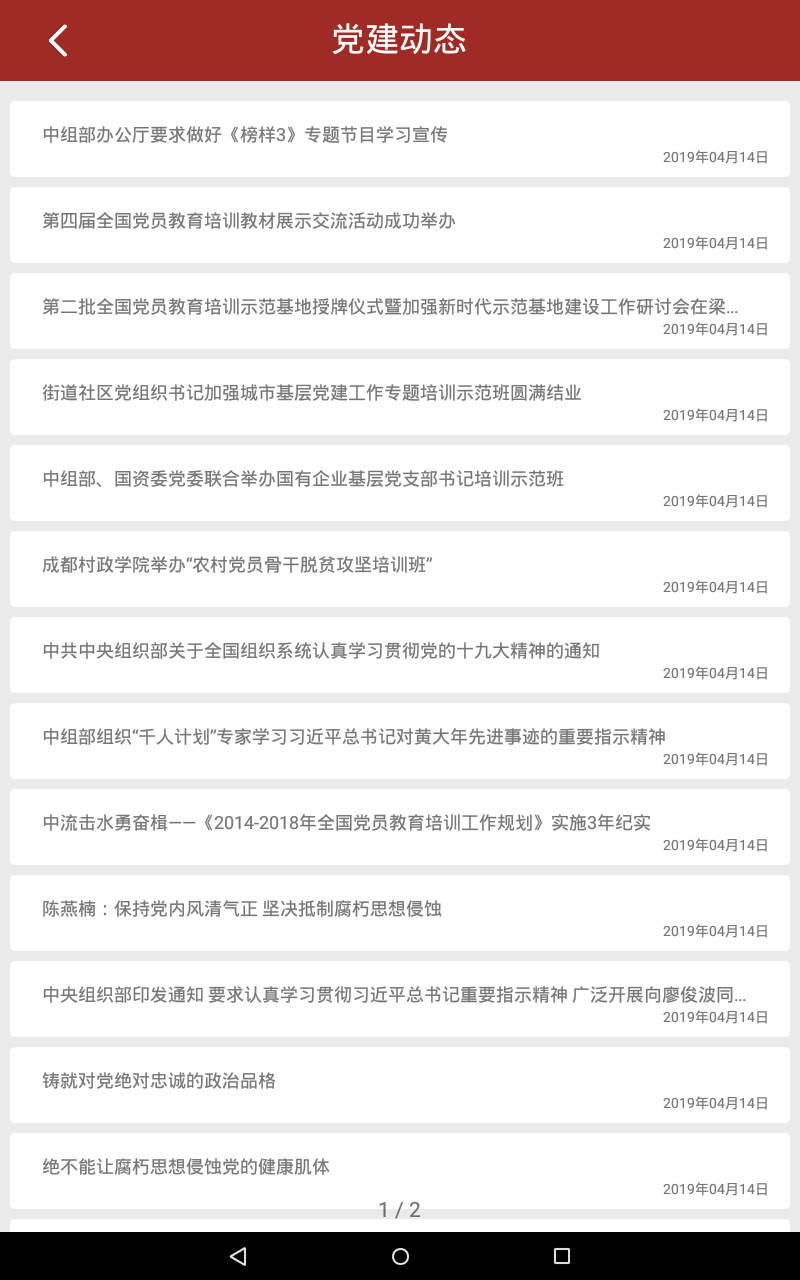 党建动态
中组部办公厅要求做好《榜样3》专题节目学习宣传
2019年04月14日
第四届全国党员教育培训教材展示交流活动成功举办
2019年04月14日
第二批全国党员教育培训示范基地授牌仪式暨加强新时代示范基地建设工作研讨会在梁...
2019年04月14日
街道社区党组织书记加强城市基层党建工作专题培训示范班圆满结业
2019年04月14日
中组部、国资委党委联合举办国有企业基层党支部书记培训示范班
2019年04月14日
成都村政学院举办“农村党员骨干脱贫攻坚培训班”
2019年04月14日
中共中央组织部关于全国组织系统认真学习贯彻党的十九大精神的通知
2019年04月14日
中组部组织“千人计划”专家学习习近平总书记对黄大年先进事迹的重要指示精神
2019年04月14日
中流击水勇奋楫——《2014-2018年全国党员教育培训工作规划》实施3年纪实
2019年04月14日
陈燕楠：保持党内风清气正 坚决抵制腐朽思想侵蚀
2019年04月14日
中央组织部印发通知 要求认真学习贯彻习近平总书记重要指示精神 广泛开展向廖俊波同...
2019年04月14日
铸就对党绝对忠诚的政治品格
2019年04月14日
绝不能让腐朽思想侵蚀党的健康肌体
2019年04月14日
1 / 2